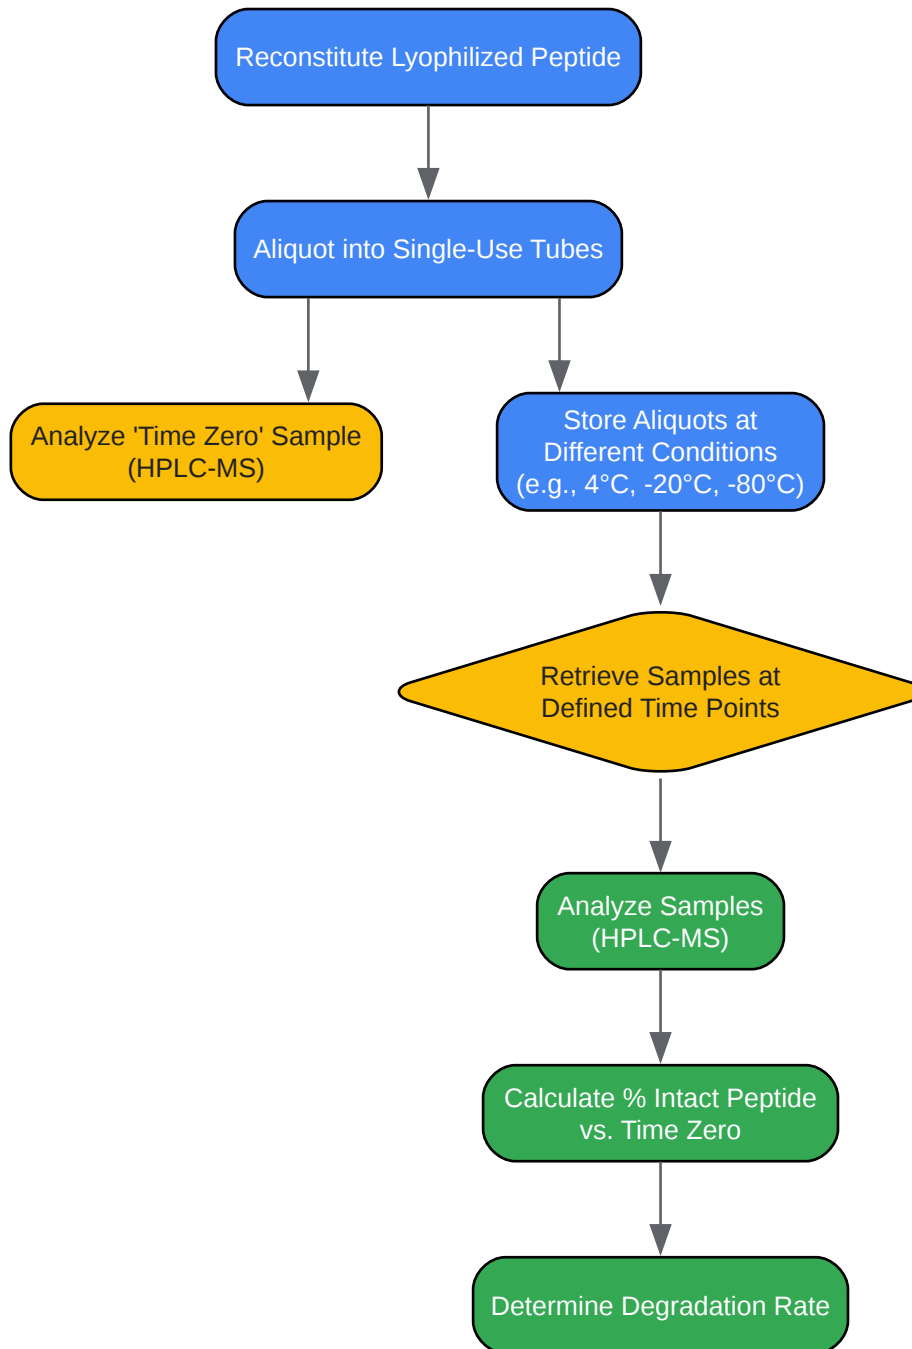 Reconstitute Lyophilized Peptide
Aliquot into Single-Use Tubes
Analyze 'Time Zero' Sample
(HPLC-MS)
Store Aliquots at
Different Conditions
(e.g., 4°C, -20°C, -80°C)
Retrieve Samples at
Defined Time Points
Analyze Samples
(HPLC-MS)
Calculate % Intact Peptide
vs. Time Zero
Determine Degradation Rate